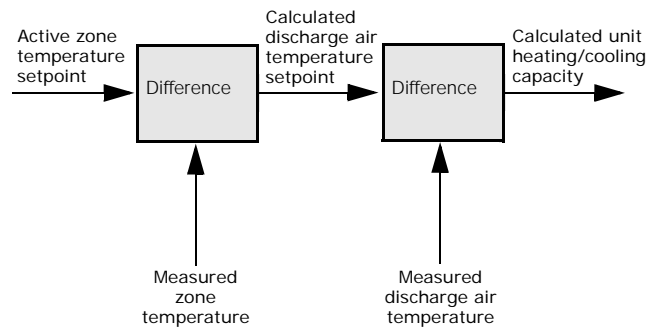 Active zone
temperature
setpoint
Difference
Calculated
discharge air
temperature
setpoint
Difference
Calculated unit
heating/cooling
capacity
Measured
zone
temperature
Measured
discharge air
temperature